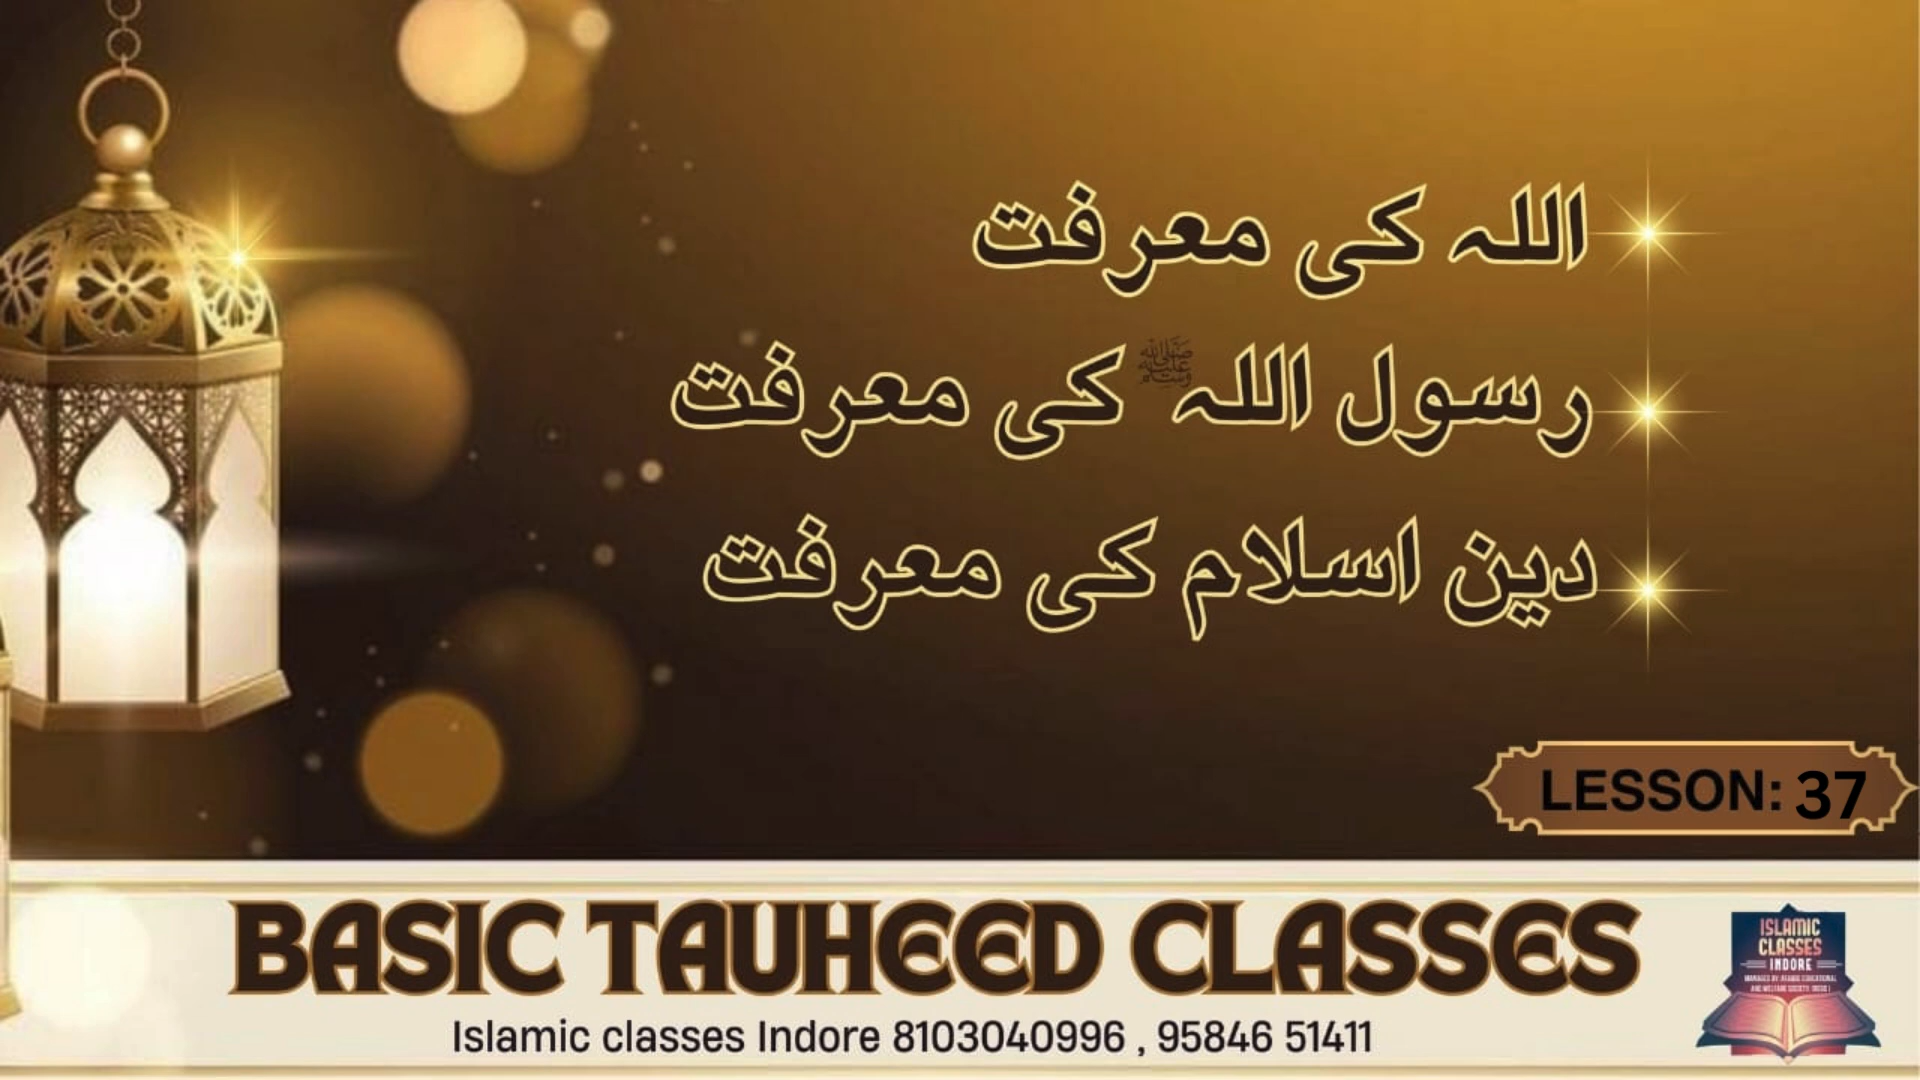 اللہ کی معرفت
رسول اللہ ﷺ کی معرفت
دین اسلام کی معرفت
LESSON: 37
BASIC TAUHEED CLASSES
Islamic classes Indore 8103040996 , 95846 51411
ISLAMIC
CLASSES
INDORE